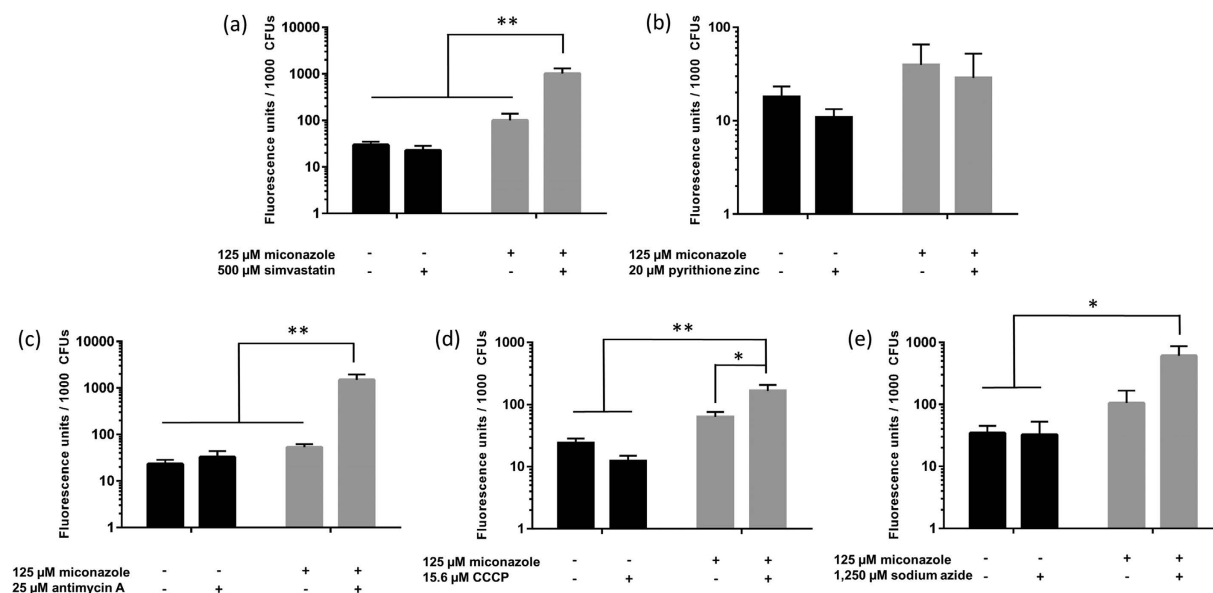 (a)
Fluorescence units / 1000 CFUs
10000
1000
100
10
1
**
125 µM miconazole - - + +
500 µM simvastatin - + - +
(b)
Fluorescence units / 1000 CFUs
100
10
1
125 µM miconazole - - + +
20 µM pyrithione zinc - + - +
(c)
Fluorescence units / 1000 CFUs
10000
1000
100
10
1
**
125 µM miconazole - - + +
25 µM antimycin A - + - +
(d)
Fluorescence units / 1000 CFUs
1000
100
10
1
**
*
125 µM miconazole - - + +
15.6 µM CCCP - + - +
(e)
Fluorescence units / 1000 CFUs
1000
100
10
1
*
125 µM miconazole - - + +
1,250 µM sodium azide - + - +